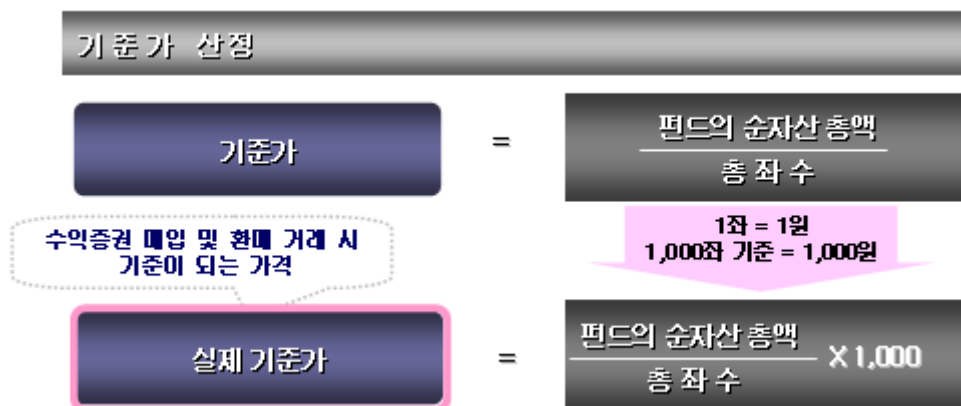 기준가 산정
기준가
=
펀드의 순자산 총액
총 좌 수
수익증권 매입 및 환매 거래 시
기준이 되는 가격
1좌 = 1원
1,000좌 기준 = 1,000원
실제 기준가
=
펀드의 순자산 총액
총 좌 수
X 1,000